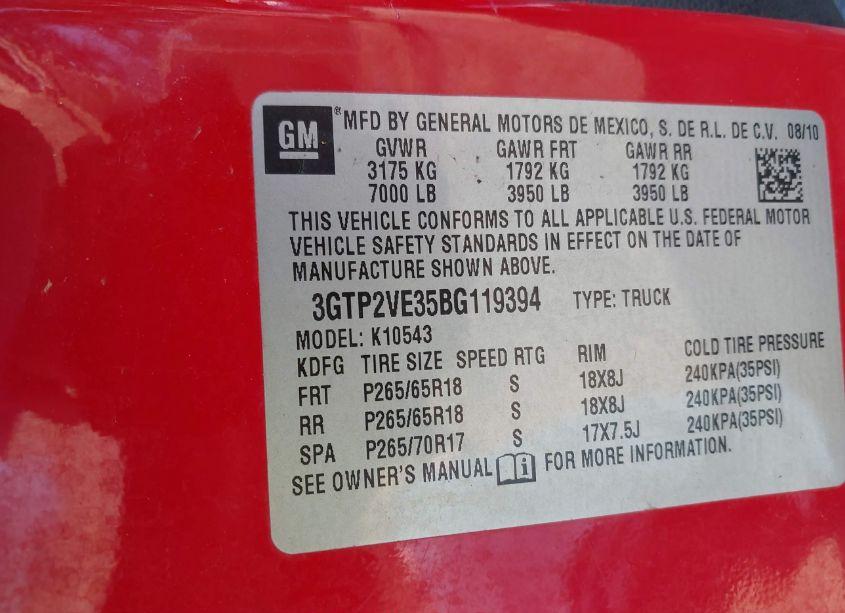 GM ® MFD BY GENERAL MOTORS DE MEXICO, S. DE R.L. DE C.V. 08/10
GVWR GAWR FRT GAWR RR
3175 KG 1792 KG 1792 KG
7000 LB 3950 LB 3950 LB
THIS VEHICLE CONFORMS TO ALL APPLICABLE U.S. FEDERAL MOTOR
VEHICLE SAFETY STANDARDS IN EFFECT ON THE DATE OF
MANUFACTURE SHOWN ABOVE.
3GTP2VE35BG119394 TYPE: TRUCK
MODEL: K10543
KDFG TIRE SIZE SPEED RTG RIM COLD TIRE PRESSURE
FRT P265/65R18 S 18X8J 240KPA(35PSI)
RR P265/65R18 S 18X8J 240KPA(35PSI)
SPA P265/70R17 S 17X7.5J 240KPA(35PSI)
SEE OWNER'S MANUAL i FOR MORE INFORMATION.